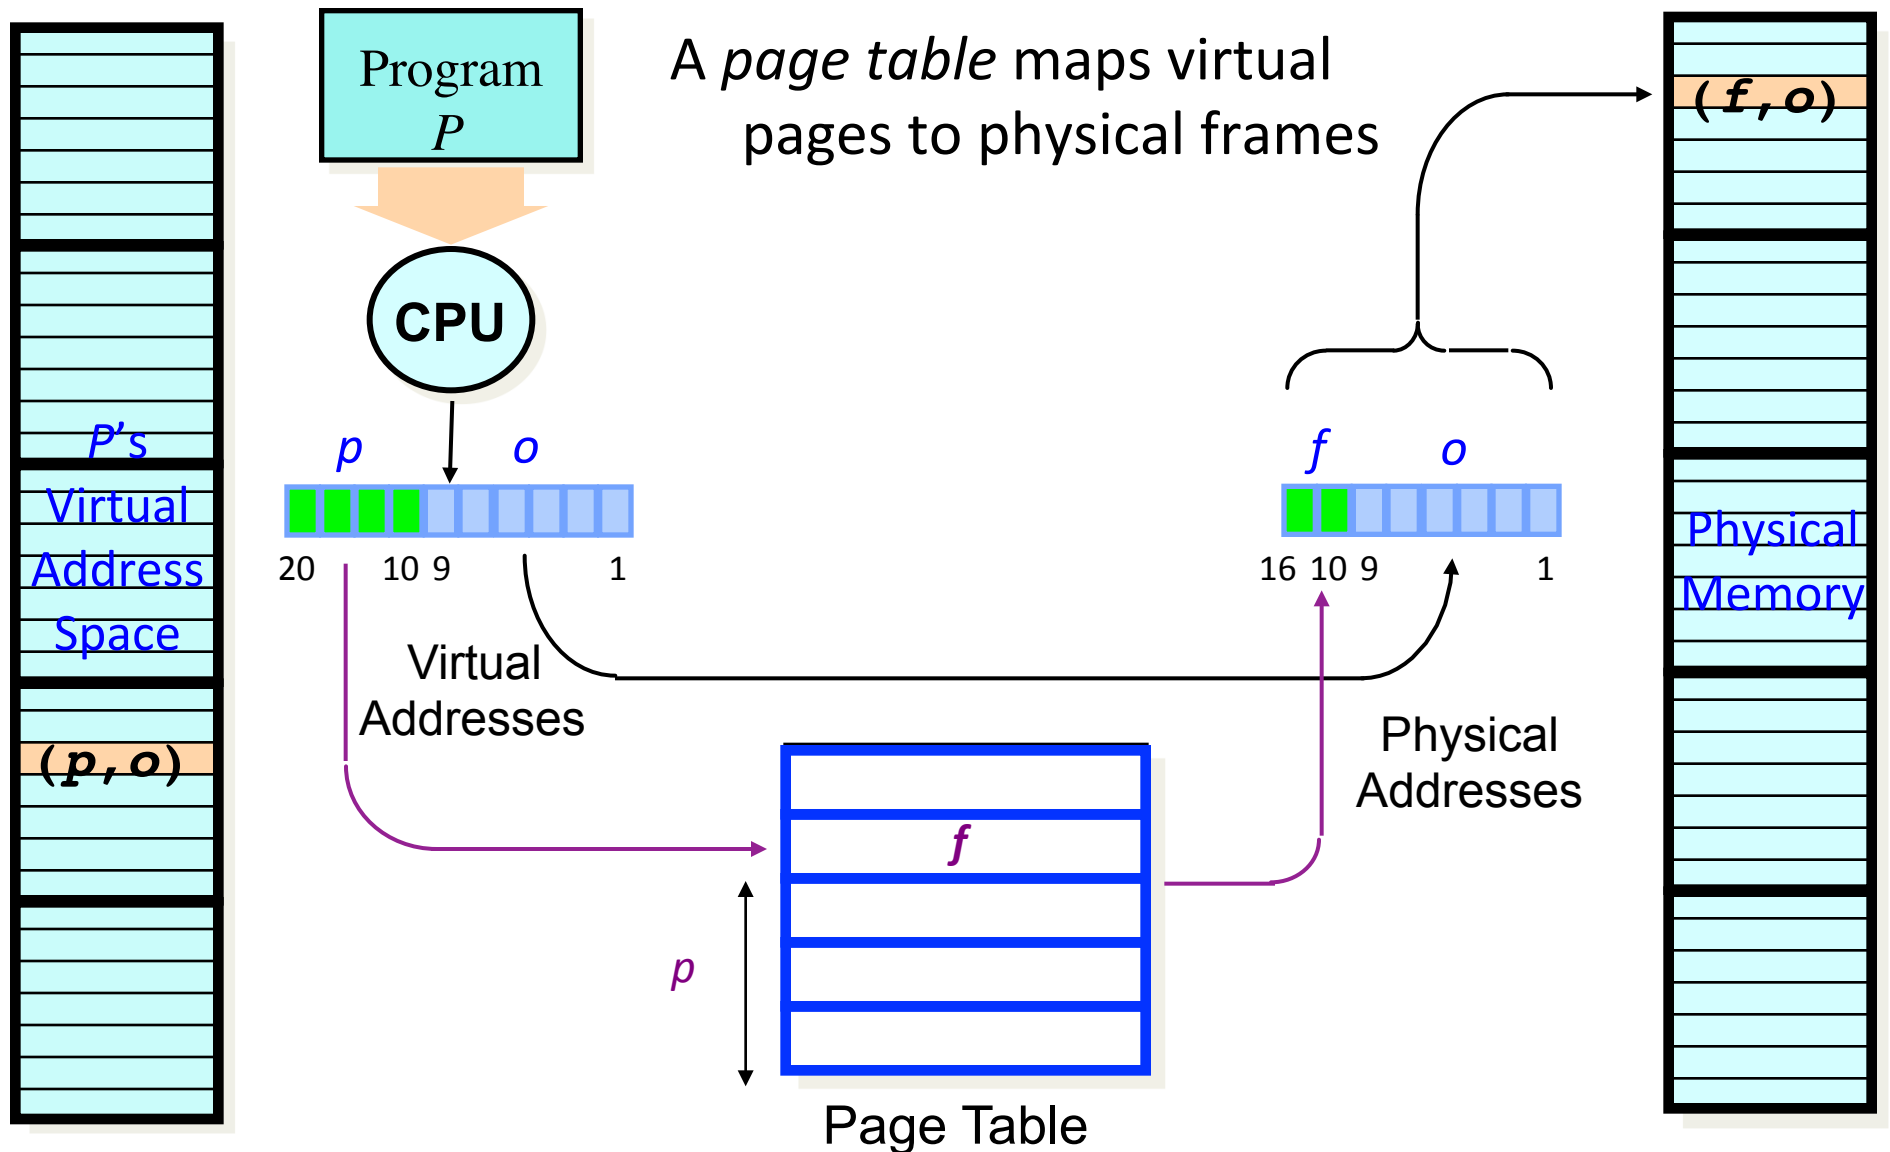 Program
P
A page table maps virtual
pages to physical frames
(f,o)
CPU
P's
Virtual
Address
Space
p o
20 10 9 1
f o
16 10 9 1
Physical
Memory
Virtual
Addresses
(p,o)
Physical
Addresses
f
p
Page Table